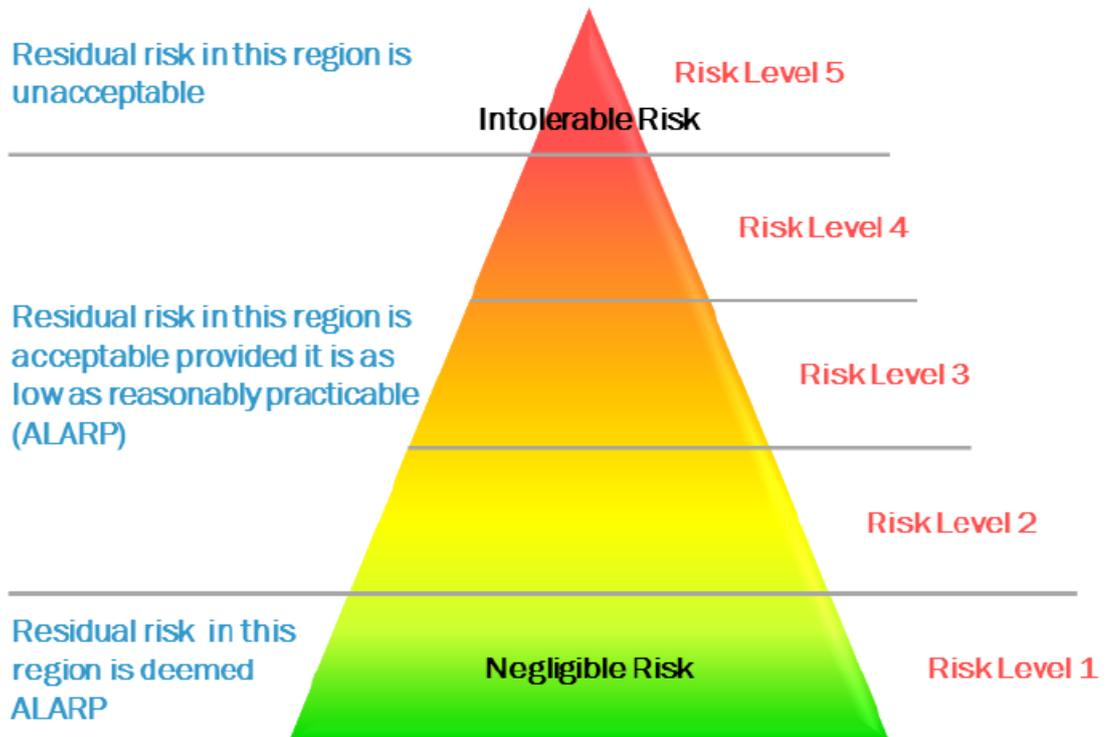 Residual risk in this region is
unacceptable
Risk Level 5
Intolerable Risk
Risk Level 4
Residual risk in this region is
acceptable provided it is as
low as reasonably practicable
(ALARP)
Risk Level 3
Risk Level 2
Residual risk in this
region is deemed
ALARP
Negligible Risk
Risk Level 1